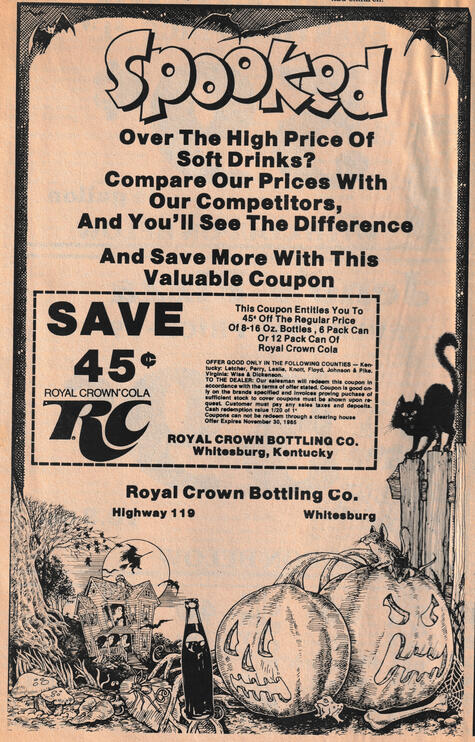 Spooked
Over The High Price Of
Soft Drinks?
Compare Our Prices With
Our Competitors,
And You'll See The Difference
And Save More With This
Valuable Coupon
SAVE
45¢
ROYAL CROWN COLA
RC
This Coupon Entitles You To
45¢ Off The Regular Price
Of 8-16 Oz. Bottles, 6 Pack Can
Or 12 Pack Can Of
Royal Crown Cola
OFFER GOOD ONLY IN THE FOLLOWING COUNTIES — Ken-
tucky: Letcher, Perry, Leslie, Knott, Floyd, Johnson & Pike.
Virginia: Wise & Dickenson.
TO THE DEALER: Our salesman will redeem this coupon in
accordance with the terms of offer stated. Coupon is good on-
ly on the brands specified and invoices proving purchase of
sufficient stock to cover coupons must be shown upon re-
quest. Customer must pay any sales taxes and deposits.
Cash redemption value 1/20 of 1¢
Coupons can not be redeem through a clearing house
Offer Expires November 30,
ROYAL CROWN BOTTLING CO.
Whitesburg, Kentucky
Royal Crown Bottling Co.
Highway 119
Whitesburg